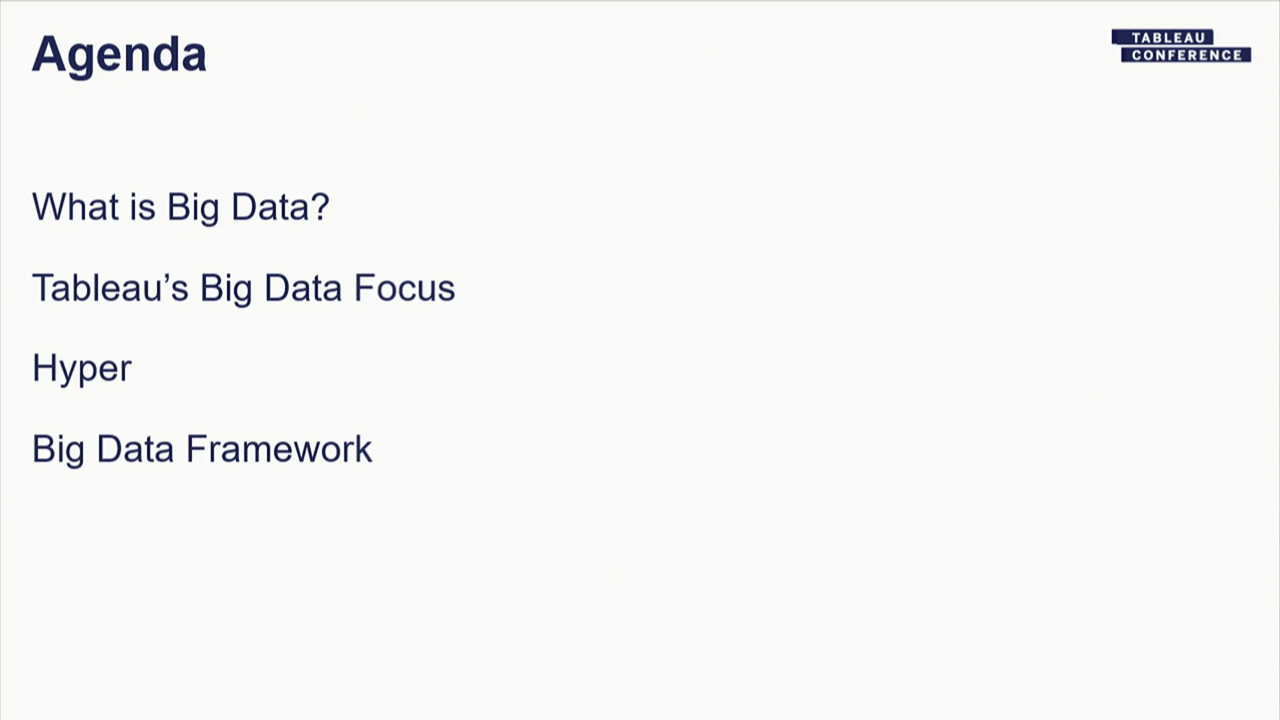 Agenda
TABLEAU
CONFERENCE
What is Big Data?
Tableau’s Big Data Focus
Hyper
Big Data Framework